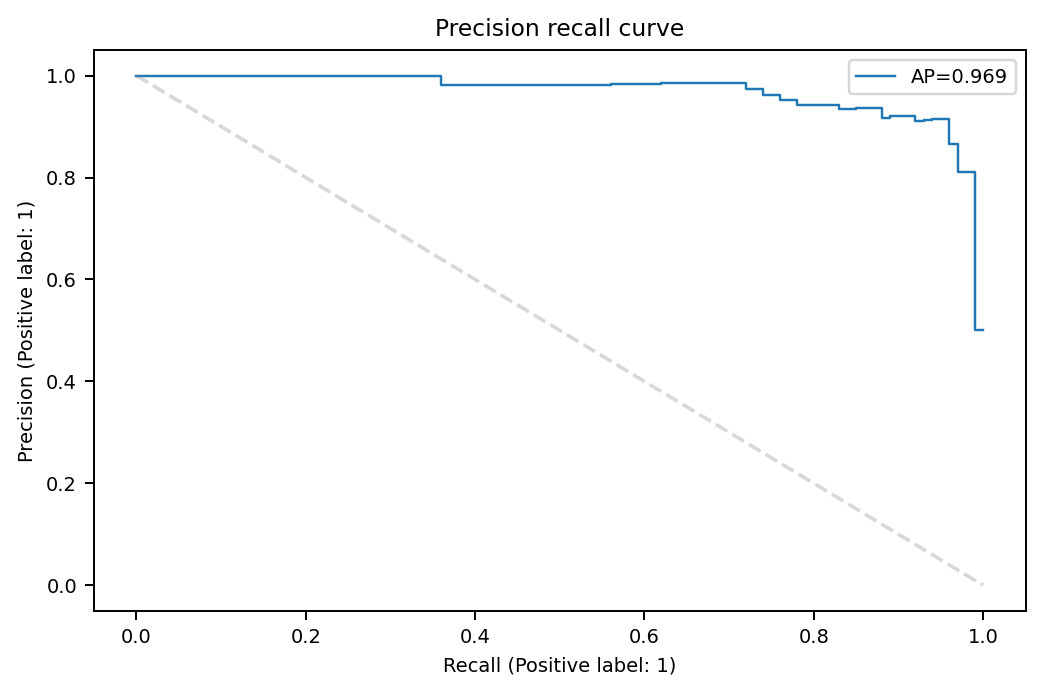 Precision recall curve
AP=0.969
Precision (Positive label: 1)
1.0
0.8
0.6
0.4
0.2
0.0
0.0 0.2 0.4 0.6 0.8 1.0
Recall (Positive label: 1)